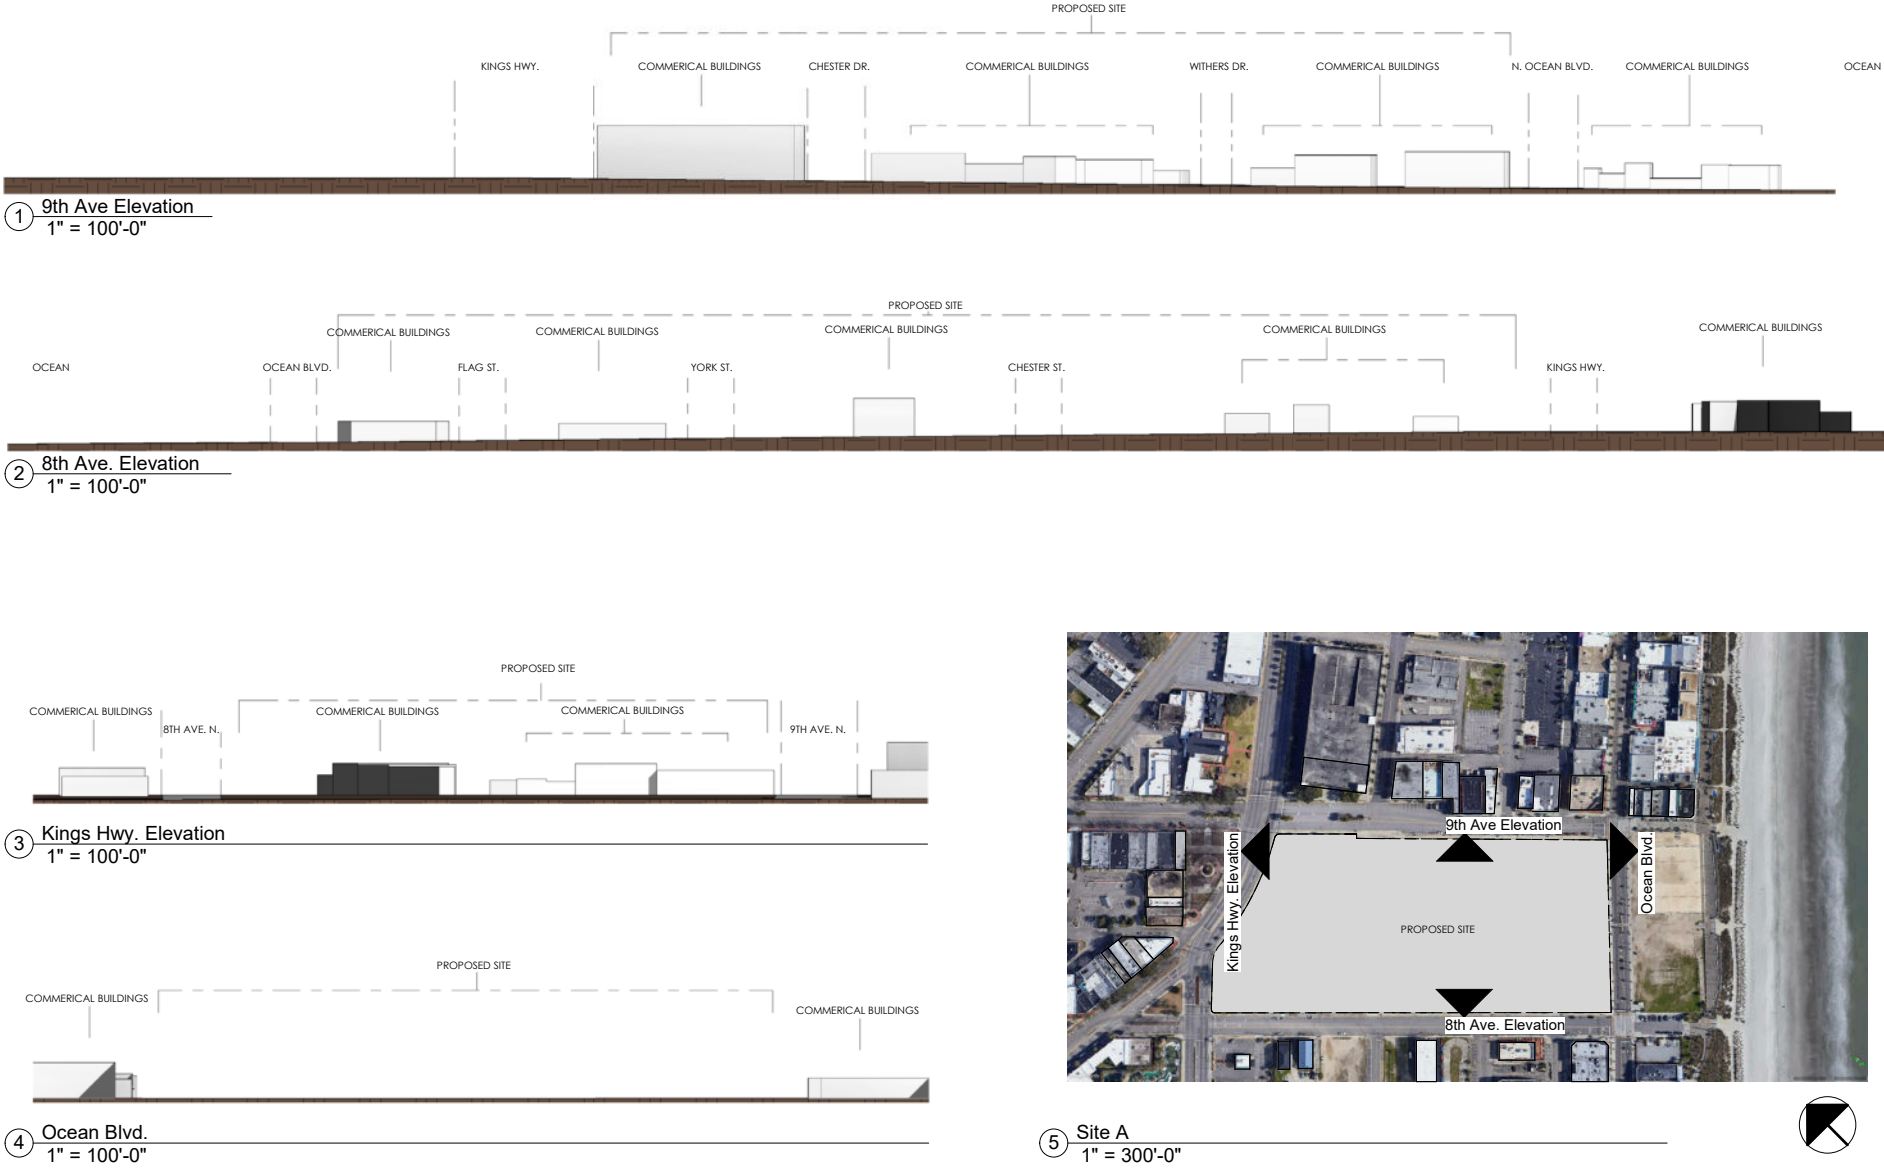 PROPOSED SITE
KINGS HWY. COMMERICAL BUILDINGS CHESTER DR. COMMERICAL BUILDINGS WITHERS DR. COMMERICAL BUILDINGS N. OCEAN BLVD. COMMERICAL BUILDINGS OCEAN
1 9th Ave Elevation
1" = 100'-0"
PROPOSED SITE
COMMERICAL BUILDINGS COMMERICAL BUILDINGS COMMERICAL BUILDINGS COMMERICAL BUILDINGS COMMERICAL BUILDINGS
OCEAN OCEAN BLVD. FLAG ST. YORK ST. CHESTER ST. KINGS HWY.
2 8th Ave. Elevation
1" = 100'-0"
PROPOSED SITE
COMMERICAL BUILDINGS COMMERICAL BUILDINGS COMMERICAL BUILDINGS
8TH AVE. N. 9TH AVE. N.
3 Kings Hwy. Elevation
1" = 100'-0"
PROPOSED SITE
COMMERICAL BUILDINGS COMMERICAL BUILDINGS
4 Ocean Blvd.
1" = 100'-0"
9th Ave Elevation
Kings Hwy. Elevation
Ocean Blvd.
PROPOSED SITE
8th Ave. Elevation
5 Site A
1" = 300'-0"